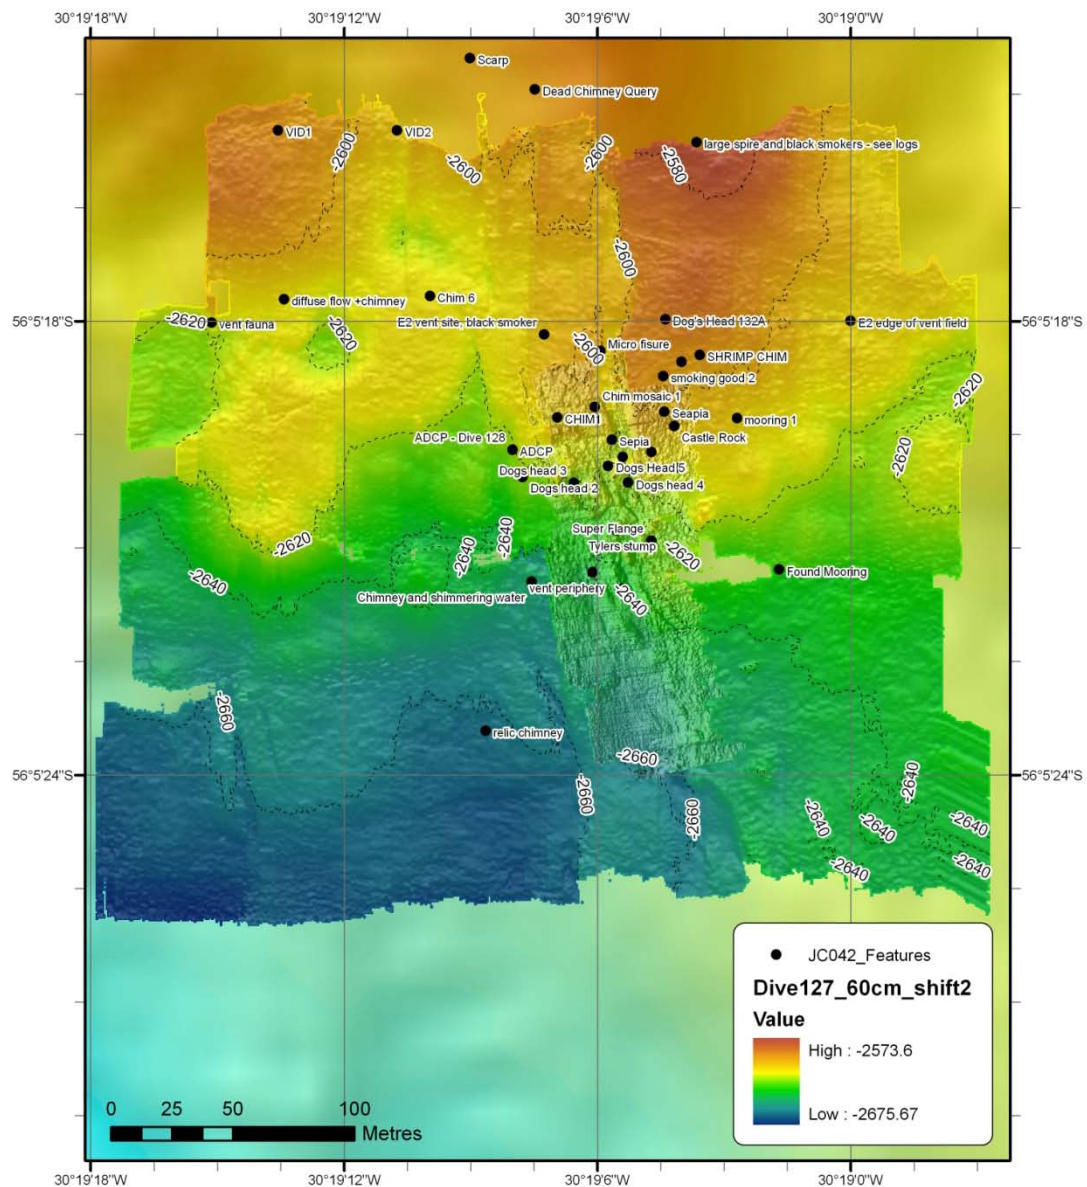 30°19'18"W 30°19'12"W 30°19'6"W 30°19'0"W
Scarp
Dead Chimney Query
VID1
VID2
large spire and black smokers - see logs
-2600
-2600
-2600
-2580
-2600
diffuse flow +chimney
Chim 6
56°5'18"S
-2620
vent fauna
E2 vent site, black smoker
Dog's Head 132A
E2 edge of vent field
56°5'18"S
-2620
-2600
Micro fisure
SHRIMP CHIM
smoking good 2
-2620
Chim mosaic 1
CHIM1
Seapia
mooring 1
ADCP - Dive 128
Castle Rock
ADCP
Sepia
-2620
Dogs head 3
Dogs Head 5
Dogs head 2
Dogs head 4
-2620
-2640
-2640
Super Flange
Tylers stump
-2620
-2640
Found Mooring
vent periphery
Chimney and shimmering water
-2640
-2660
relic chimney
-2660
56°5'24"S
56°5'24"S
-2660
-2660
-2640
-2640
-2640
-2640
-2640
-2640
JC042_Features
Dive127_60cm_shift2
Value
High : -2573.6
Low : -2675.67
0 25 50 100
Metres
30°19'18"W 30°19'12"W 30°19'6"W 30°19'0"W